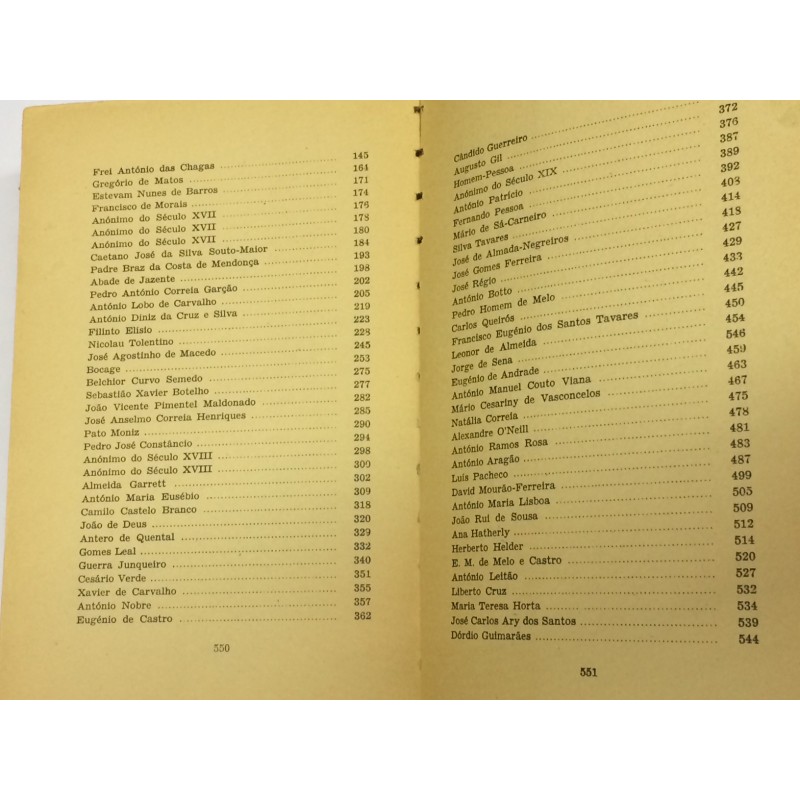 Frei António das Chagas 145
Gregório de Matos 164
Estevam Nunes de Barros 171
Francisco de Morais 174
Anónimo do Século XVII 176
Anónimo do Século XVII 178
Anónimo do Século XVII 180
Caetano José da Silva Souto-Maior 184
Padre Braz da Costa de Mendonça 193
Abade de Jazente 198
Pedro António Correia Garção 202
António Lobo de Carvalho 205
António Diniz da Cruz e Silva 219
Filinto Elísio 223
Nicolau Tolentino 228
José Agostinho de Macedo 245
Bocage 253
Belchior Curvo Semedo 275
Sebastião Xavier Botelho 277
João Vicente Pimentel Maldonado 282
José Anselmo Correia Henriques 285
Pato Moniz 290
Pedro José Constâncio 294
Anónimo do Século XVIII 298
Anónimo do Século XVIII 300
Almeida Garrett 302
António Maria Eusébio 309
Camilo Castelo Branco 318
João de Deus 320
Antero de Quental 329
Gomes Leal 332
Guerra Junqueiro 340
Cesário Verde 351
Xavier de Carvalho 355
António Nobre 357
Eugénio de Castro 362
550
Cândido Guerreiro
Augusto Gil 372
Homem-Pessoa 376
Anónimo do Século XIX 387
António Patrício 389
Fernando Pessoa 392
Mário de Sá-Carneiro 403
Silva Tavares 414
José de Almada-Negreiros 418
José Gomes Ferreira 427
José Régio 429
António Botto 433
Pedro Homem de Melo 442
Carlos Queirós 445
Francisco Eugénio dos Santos Tavares 450
Leonor de Almeida 454
Jorge de Sena 546
Eugénio de Andrade 459
António Manuel Couto Viana 463
Mário Cesariny de Vasconcelos 467
Natália Correia 475
Alexandre O'Neill 478
António Ramos Rosa 481
António Aragão 483
Luís Pacheco 487
David Mourão-Ferreira 499
António Maria Lisboa 505
João Rui de Sousa 509
Ana Hatherly 512
Herberto Helder 514
E. M. de Melo e Castro 520
António Leitão 527
Liberto Cruz 532
Maria Teresa Horta 534
José Carlos Ary dos Santos 539
Dórdio Guimarães 544
551